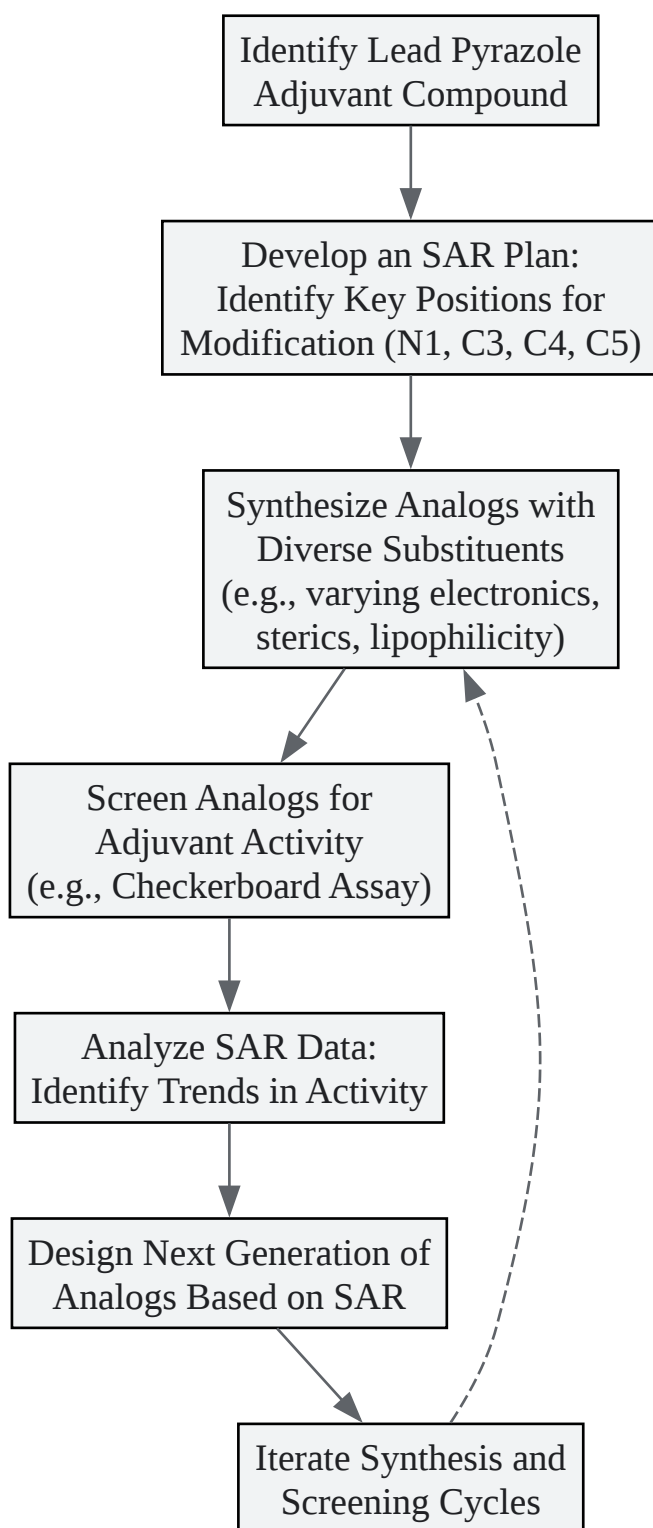 Identify Lead Pyrazole
Adjuvant Compound
Develop an SAR Plan:
Identify Key Positions for
Modification (N1, C3, C4, C5)
Synthesize Analogs with
Diverse Substituents
(e.g., varying electronics,
sterics, lipophilicity)
Screen Analogs for
Adjuvant Activity
(e.g., Checkerboard Assay)
Analyze SAR Data:
Identify Trends in Activity
Design Next Generation of
Analogs Based on SAR
Iterate Synthesis and
Screening Cycles